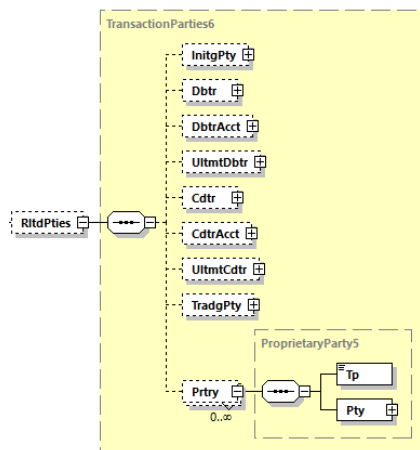 TransactionParties6
InitgPty
Dbtr
DbtrAcct
UltmtDbtr
RltdPties
Cdtr
CdtrAcct
UltmtCdtr
TradgPty
ProprietaryParty5
Tp
Prtry
Pty
0..∞